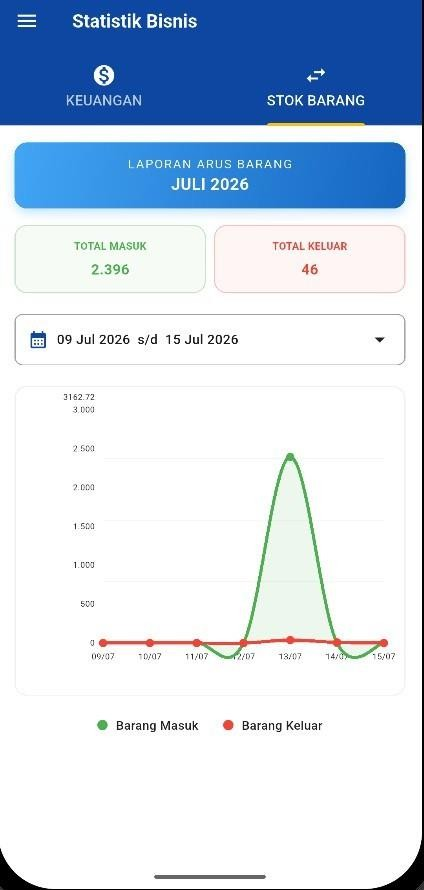 Statistik Bisnis
KEUANGAN
STOK BARANG
LAPORAN ARUS BARANG
JULI 2026
TOTAL MASUK
2.396
TOTAL KELUAR
46
09 Jul 2026 s/d 15 Jul 2026
3162.72
3.000
2.500
2.000
1.500
1.000
500
0
09/07 10/07 11/07 12/07 13/07 14/07 15/07
Barang Masuk Barang Keluar